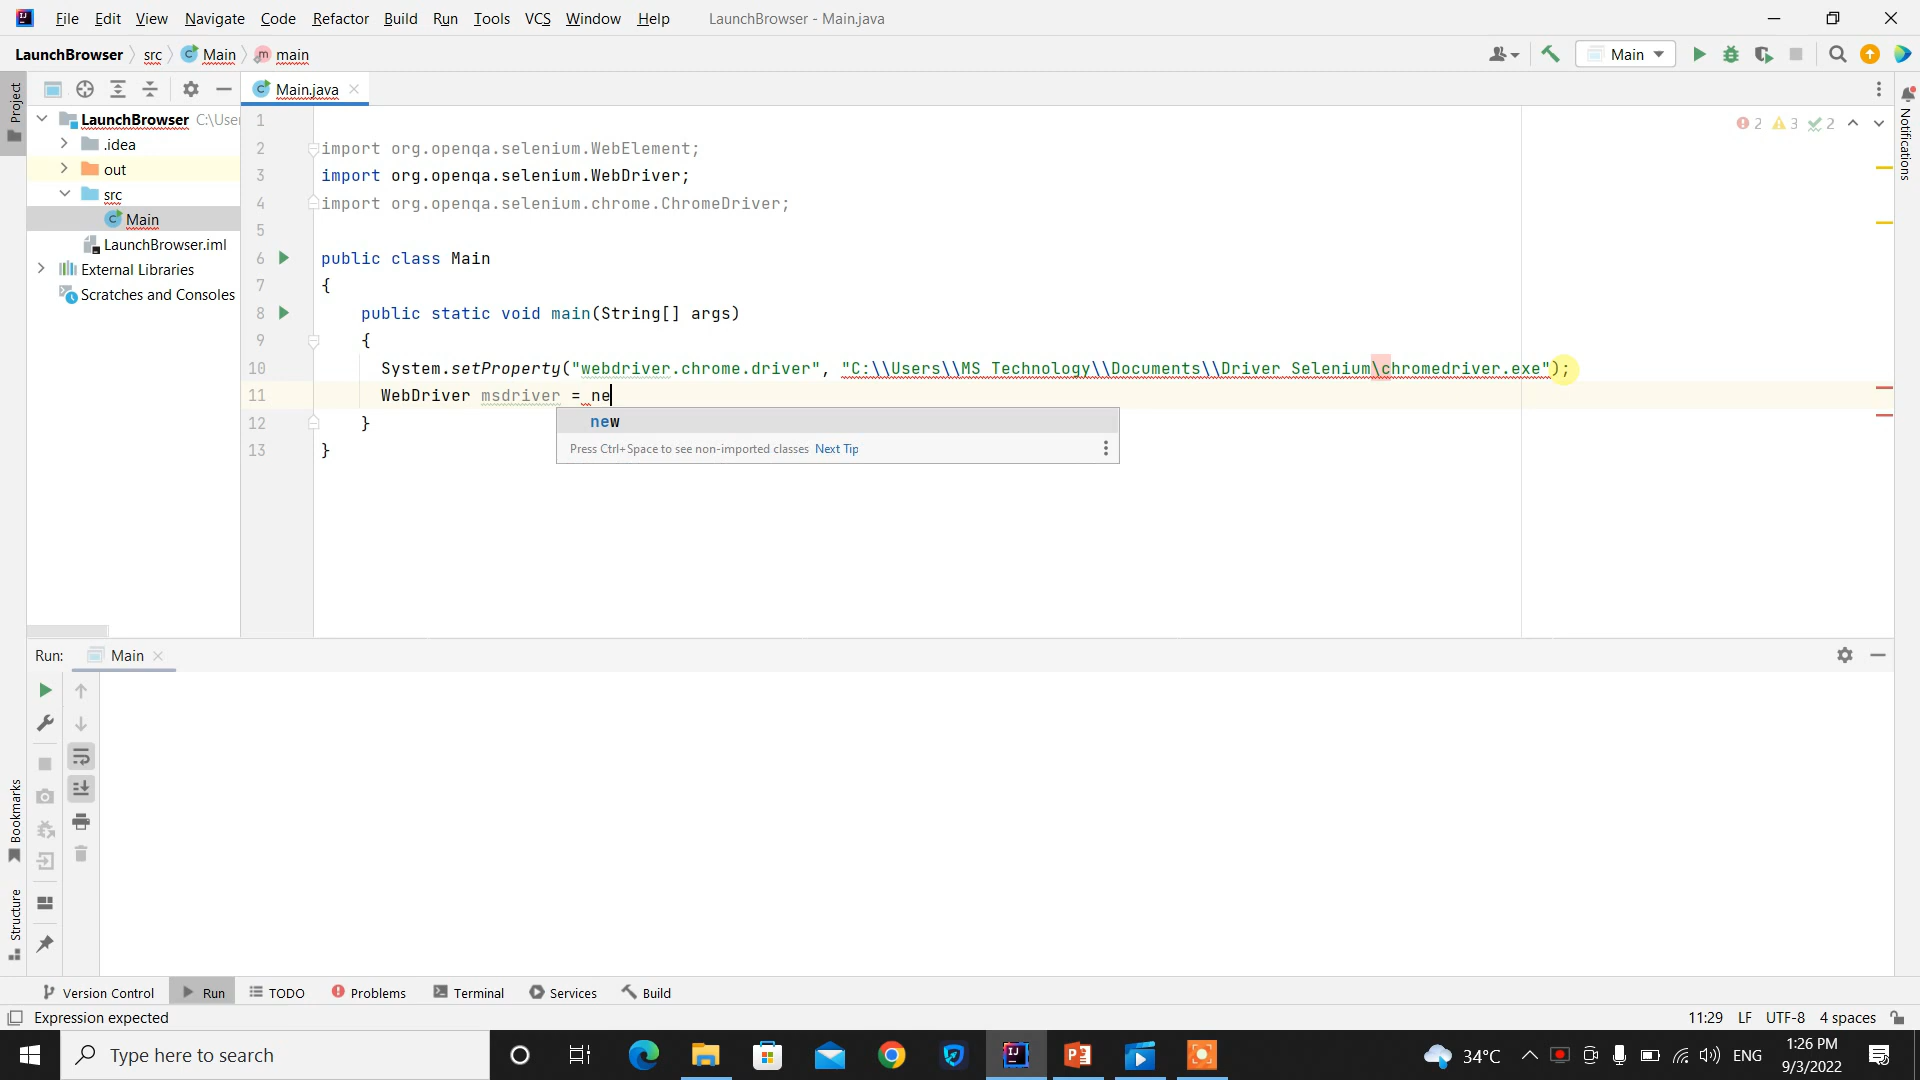 File Edit View Navigate Code Refactor Build Run Tools VCS Window Help LaunchBrowser - Main.java
LaunchBrowser src Main main
Main
Project
Main.java
Notifications
LaunchBrowser C:\User
.idea
out
src
Main
LaunchBrowser.iml
External Libraries
Scratches and Consoles
2 3 2
1
2 import org.openqa.selenium.WebElement;
3 import org.openqa.selenium.WebDriver;
4 import org.openqa.selenium.chrome.ChromeDriver;
5
6 public class Main
7 {
8 public static void main(String[] args)
9 {
10 System.setProperty("webdriver.chrome.driver", "C:\\Users\\MS Technology\\Documents\\Driver Selenium\chromedriver.exe");
11 WebDriver msdriver = ne
12 }
13 }
new
Press Ctrl+Space to see non-imported classes Next Tip
Run: Main
Bookmarks
Structure
Version Control Run TODO Problems Terminal Services Build
Expression expected
11:29 LF UTF-8 4 spaces
Type here to search
34°C ENG
1:26 PM
9/3/2022